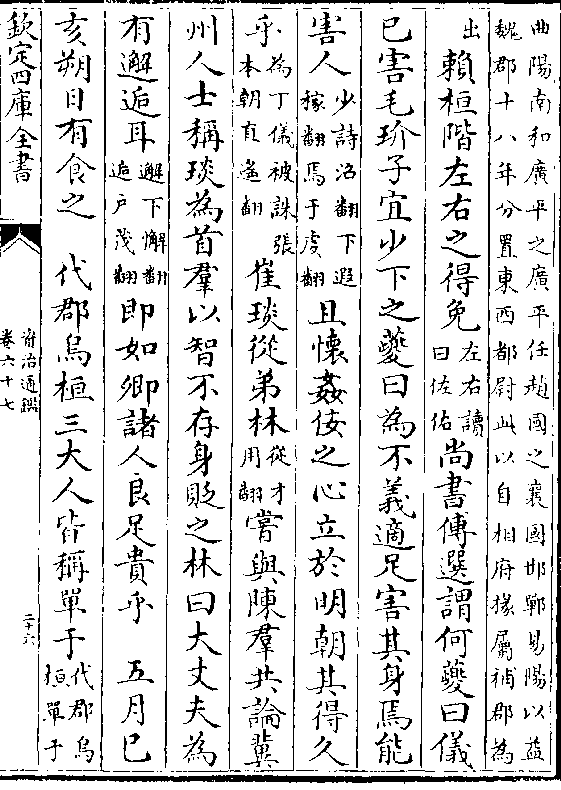 曲陽南和廣平之廣平任趙國之襄國邯鄲易陽以益
魏郡十八年分置東西都尉此以自相府掾屬補郡為
出 賴桓階左右之得免 左右讀曰佐佑 尚書傅選謂何夔曰儀
已害毛玠子宜少下之夔曰為不義適足害其身焉能
害人 少詩沼翻下遐稼翻焉于虔翻 且懷姦佞之心立於明朝其得久
乎 為丁儀被誅張本朝直遙翻 崔琰從弟林 從才用翻 嘗與陳羣共論冀
州人士稱琰為首羣以智不存身貶之林曰大丈夫為
有邂逅耳 邂下懈翻逅戶茂翻 即如卿諸人良足貴乎 五月已
亥朔日有食之 代郡烏桓三大人皆稱單于 代郡烏桓單于
欽定四庫全書
資治通鑑
卷六十七
二十六